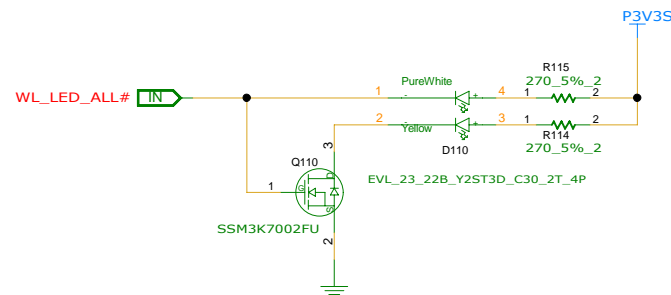 P3V3S
R115
PureWhite
270_5%_2
WL_LED_ALL#
IN
1
-
+
4
1
2
2
-
Yellow
+
3
1
2
R114
D110
270_5%_2
3
Q110
D
1
G
S
EVL_23_22B_Y2ST3D_C30_2T_4P
SSM3K7002FU
2